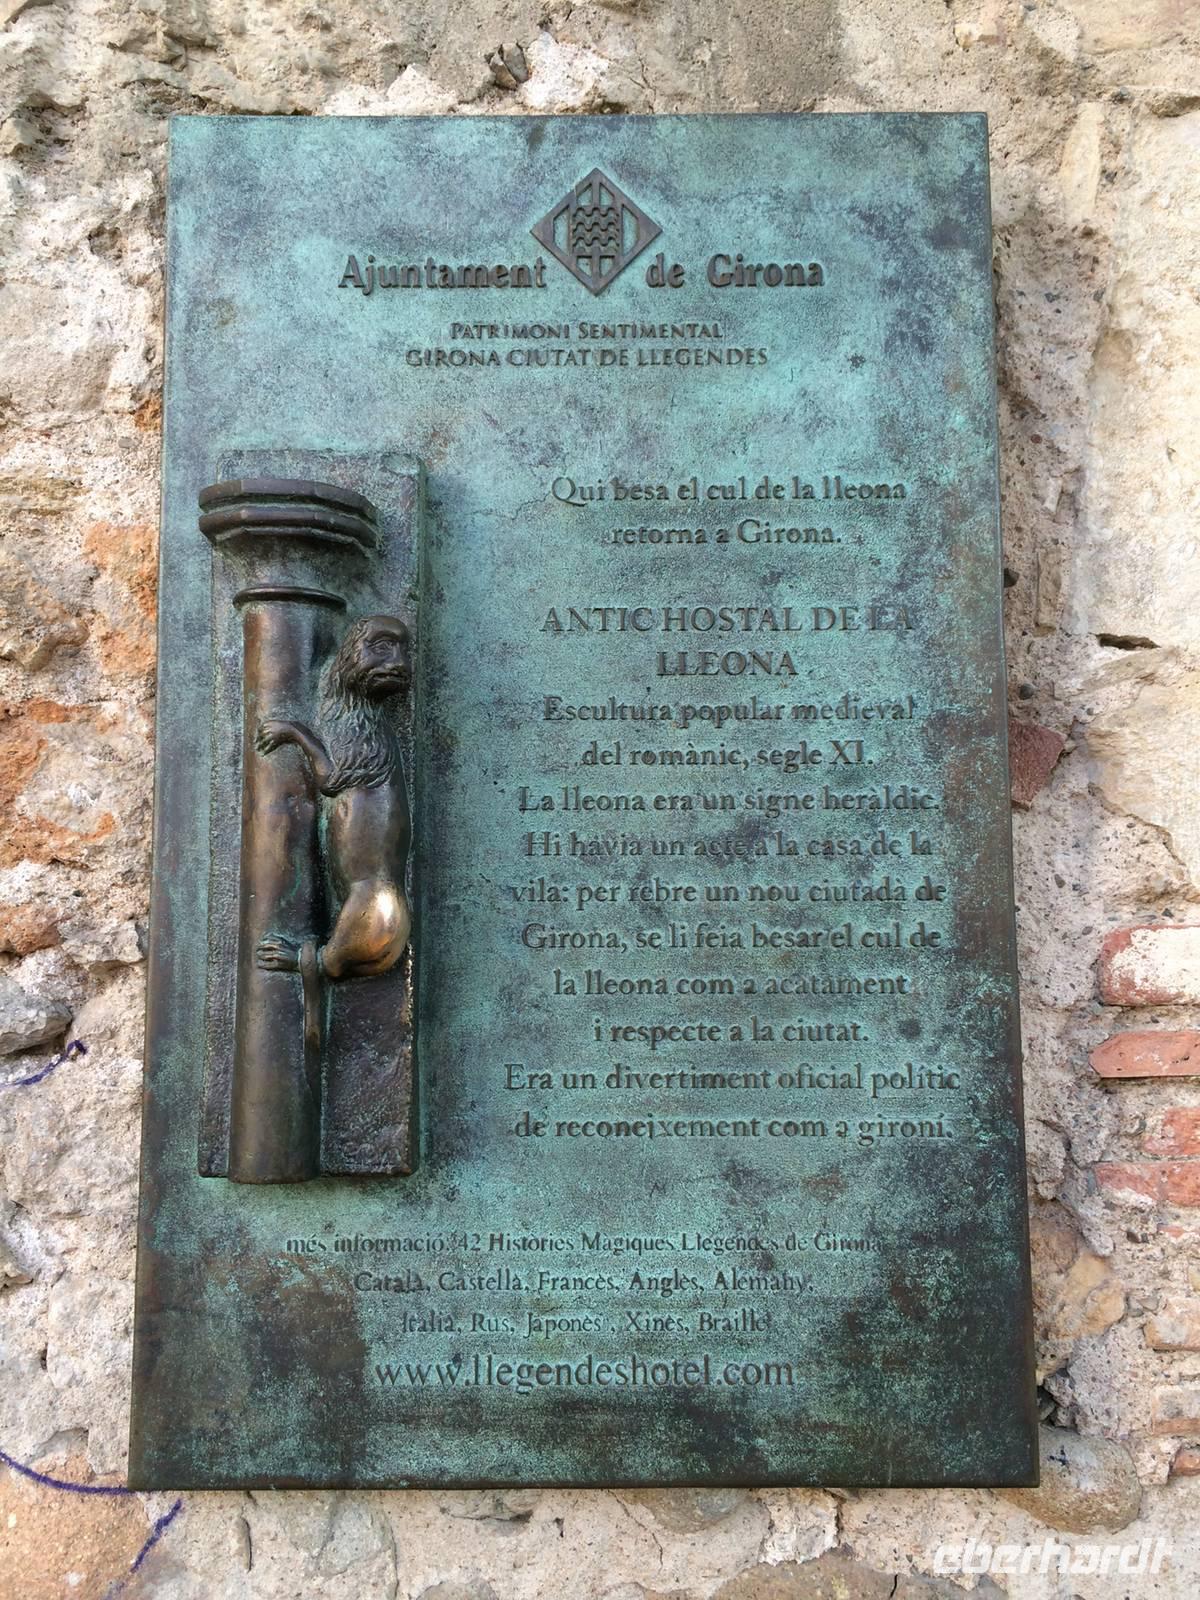 Ajuntament de Girona
PATRIMONI SENTIMENTAL
GIRONA CIUTAT DE LLEGENDES
Qui besa el cul de la lleona
retorna a Girona.
ANTIC HOSTAL DE LA
LLEONA
Escultura popular medieval
del romànic, segle XI.
La lleona era un signe heràldic.
Hi havia un acte a la casa de la
vila: per rebre un nou ciutadà de
Girona, se li feia besar el cul de
la lleona com a acatament
i respecte a la ciutat.
Era un divertiment oficial polític
de reconeixement com a gironí.
més informació: 42 Històries Màgiques Llegendes de Girona
Català, Castellà, Francès, Anglès, Alemany,
Italià, Rus, Japonès, Xinès, Braille
www.llegendeshotel.com
eberhardt